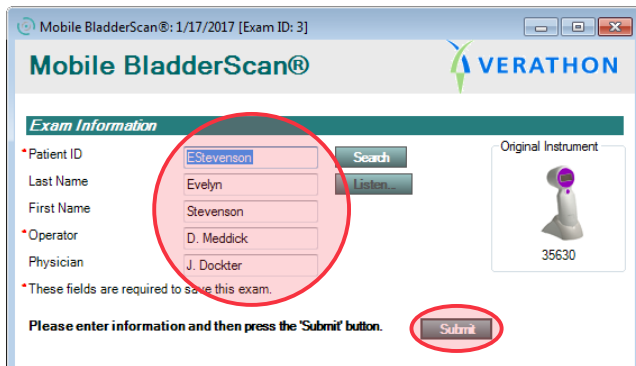 Mobile BladderScan®: 1/17/2017 [Exam ID: 3]
Mobile BladderScan®
VERATHON
Exam Information
*Patient ID EStevenson Search
Last Name Evelyn Listen...
First Name Stevenson
*Operator D. Meddick
Physician J. Dockter
*These fields are required to save this exam.
Original Instrument
35630
Please enter information and then press the 'Submit' button. Submit